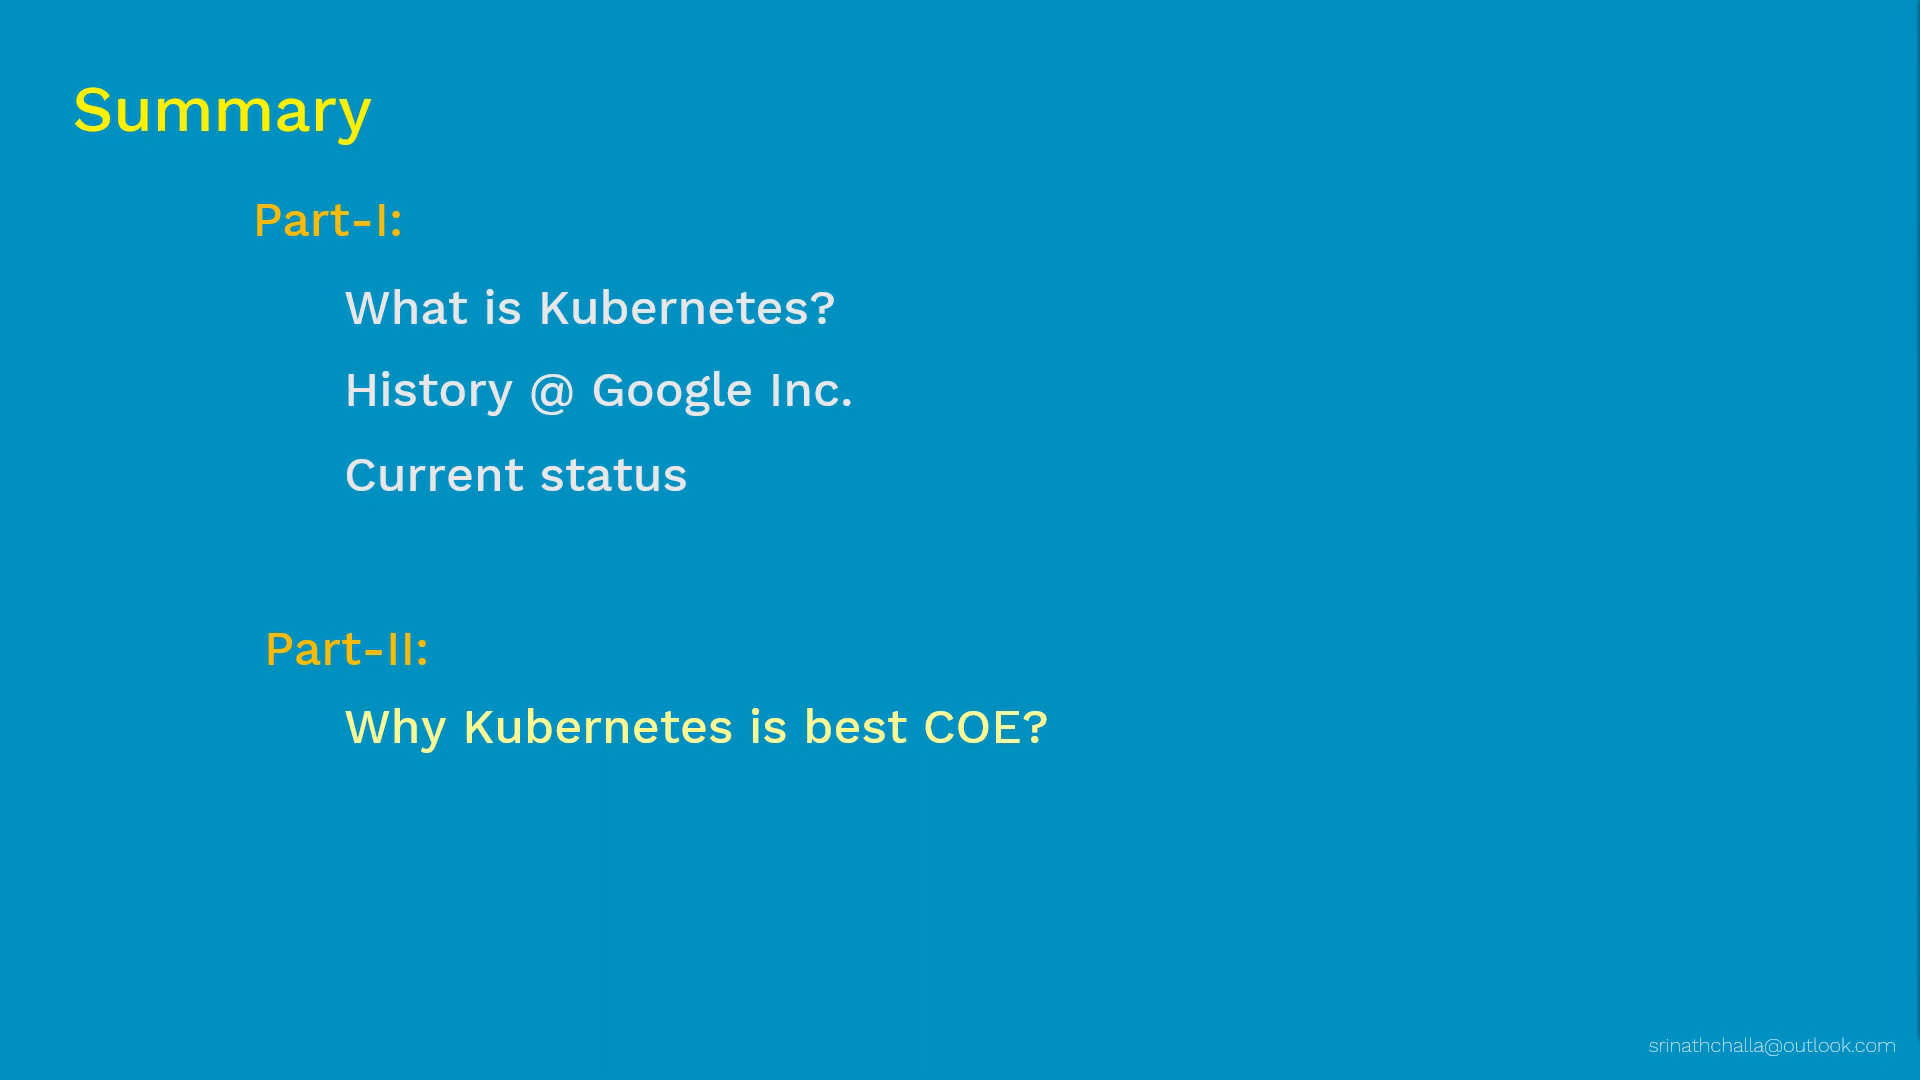 Summary
Part-I:
What is Kubernetes?
History @ Google Inc.
Current status
Part-II:
Why Kubernetes is best COE?
srinathchalla@outlook.com